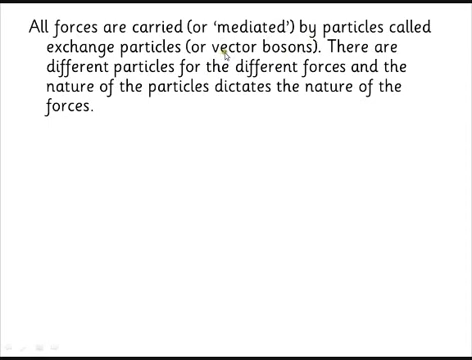 All forces are carried (or ‘mediated’) by particles called
exchange particles (or vector bosons). There are
different particles for the different forces and the
nature of the particles dictates the nature of the
forces.